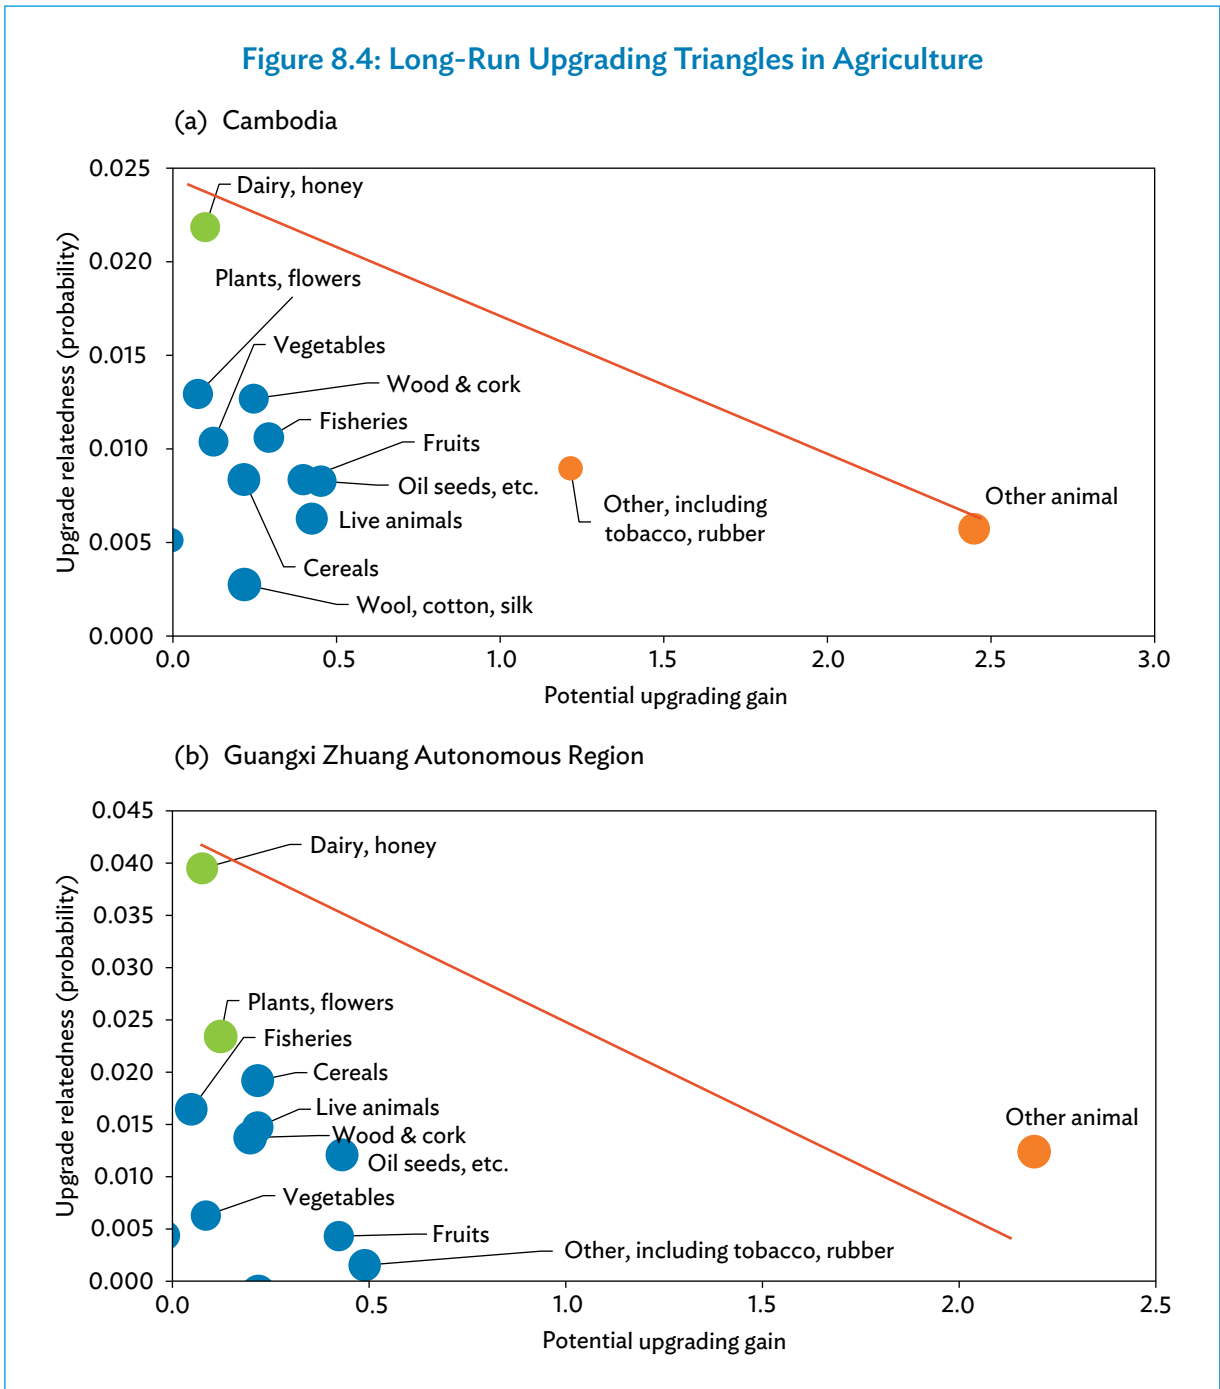 Figure 8.4: Long-Run Upgrading Triangles in Agriculture
(a) Cambodia
Upgrade relatedness (probability)
0.025
0.020
0.015
0.010
0.005
0.000
Dairy, honey
Plants, flowers
Vegetables
Wood & cork
Fisheries
Fruits
Oil seeds, etc.
Live animals
Cereals
Wool, cotton, silk
Other, including
tobacco, rubber
Other animal
0.0 0.5 1.0 1.5 2.0 2.5 3.0
Potential upgrading gain
(b) Guangxi Zhuang Autonomous Region
Upgrade relatedness (probability)
0.045
0.040
0.035
0.030
0.025
0.020
0.015
0.010
0.005
0.000
Dairy, honey
Plants, flowers
Fisheries
Cereals
Live animals
Wood & cork
Oil seeds, etc.
Vegetables
Fruits
Other, including tobacco, rubber
Other animal
0.0 0.5 1.0 1.5 2.0 2.5
Potential upgrading gain